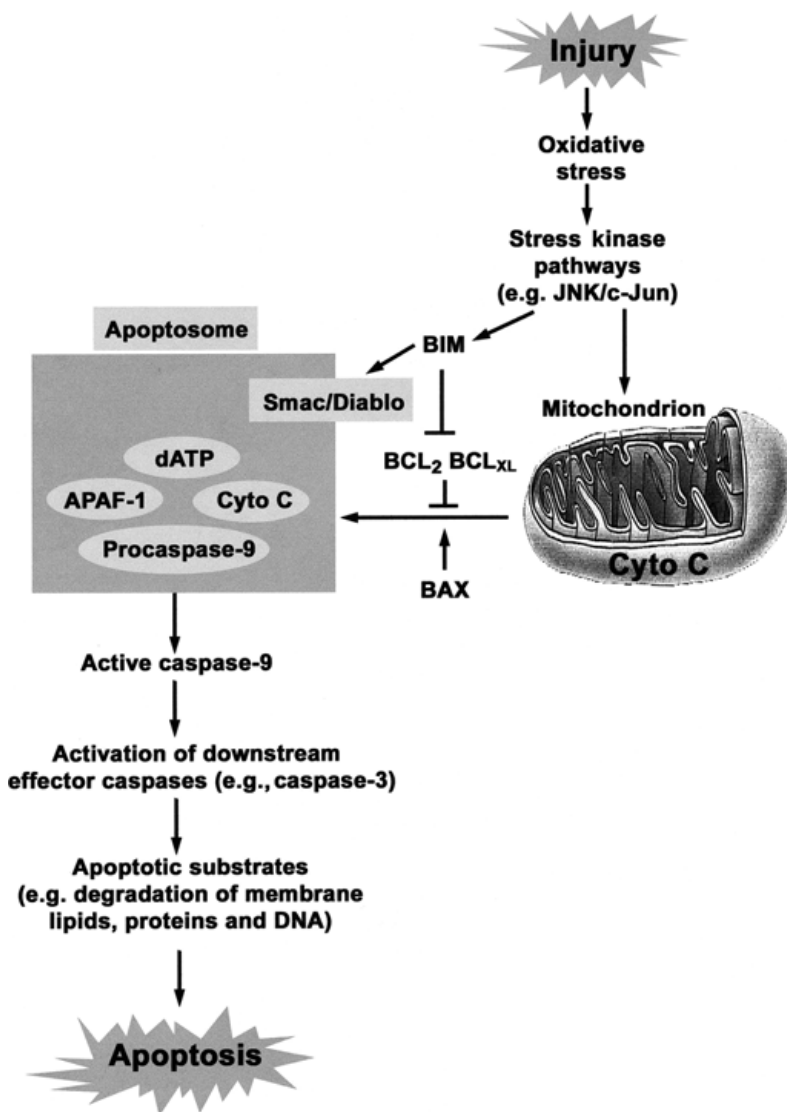 Injury
Oxidative
stress
Stress kinase
pathways
(e.g. JNK/c-Jun)
Apoptosome
BIM
Smac/Diablo
Mitochondrion
dATP
BCL2 BCLXL
APAF-1
Cyto C
Procaspase-9
Cyto C
BAX
Active caspase-9
Activation of downstream
effector caspases (e.g., caspase-3)
Apoptotic substrates
(e.g. degradation of membrane
lipids, proteins and DNA)
Apoptosis